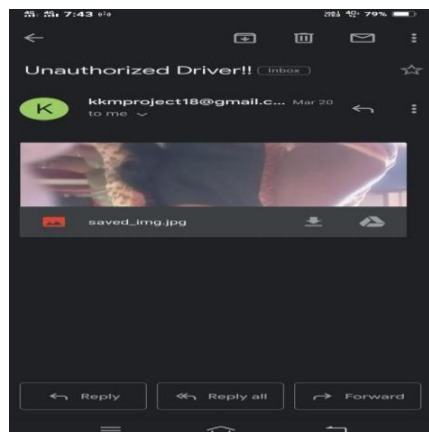 7:43
79%
Unauthorized Driver!! Inbox
K
kkmproject18@gmail.c... Mar 20
to me
saved_img.jpg
Reply
Reply all
Forward